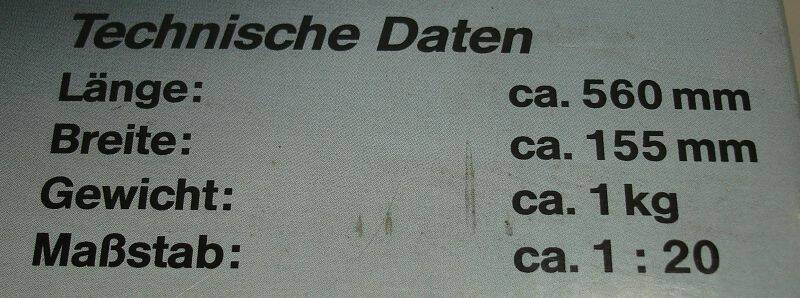 Technische Daten
Länge: ca. 560 mm
Breite: ca. 155 mm
Gewicht: ca. 1 kg
Maßstab: ca. 1 : 20